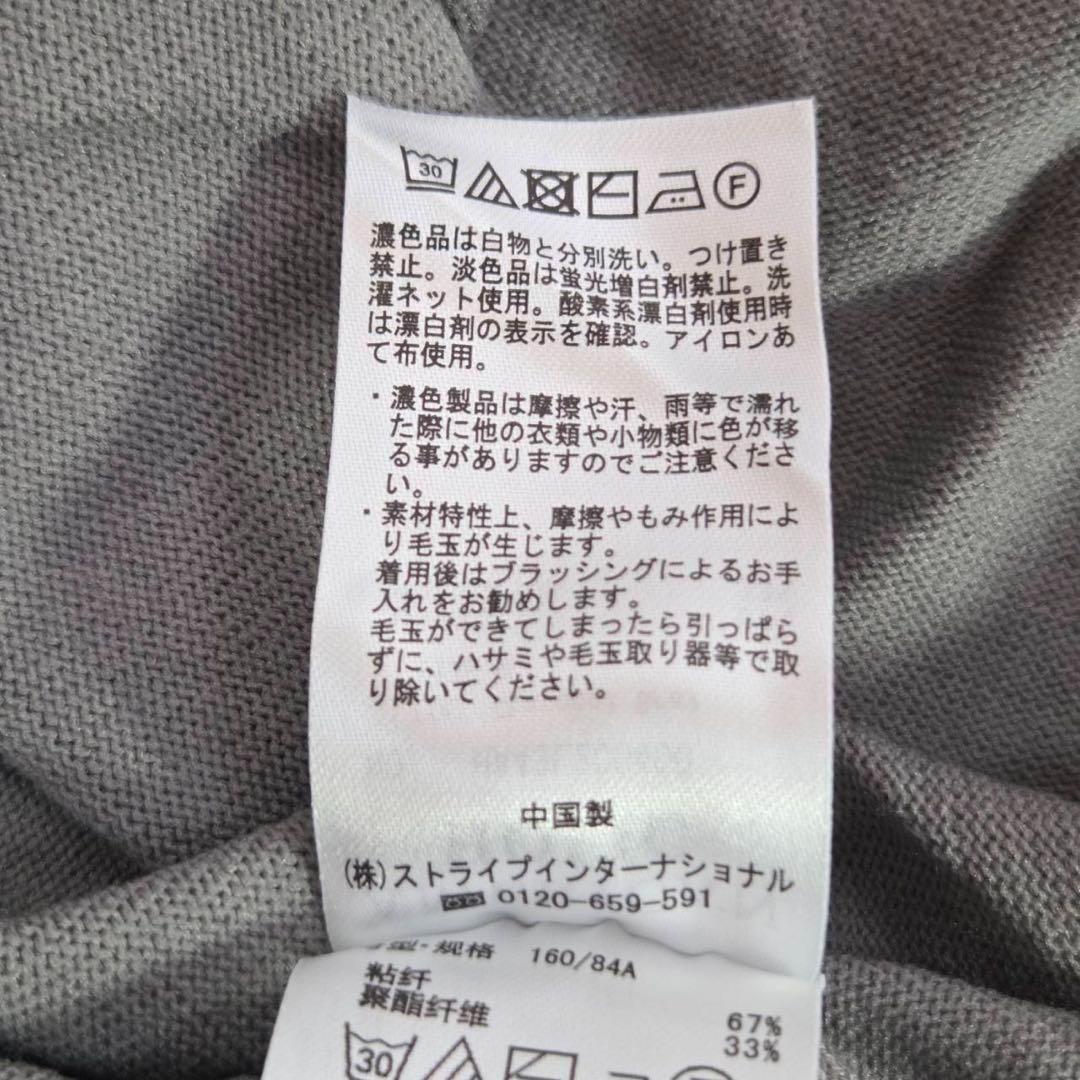 30
F
濃色品は白物と分別洗い。つけ置き
禁止。淡色品は蛍光増白剤禁止。洗
濯ネット使用。酸素系漂白剤使用時
は漂白剤の表示を確認。アイロンあ
て布使用。
・濃色製品は摩擦や汗、雨等で濡れ
た際に他の衣類や小物類に色が移
る事がありますのでご注意くださ
い。
・素材特性上、摩擦やもみ作用によ
り毛玉が生じます。
着用後はブラッシングによるお手
入れをお勧めします。
毛玉ができてしまったら引っぱら
ずに、ハサミや毛玉取り器等で取
り除いてください。
中国製
(株)ストライプインターナショナル
0120-659-591
型・规格 160/84A
粘纤 67%
聚酯纤维 33%
30